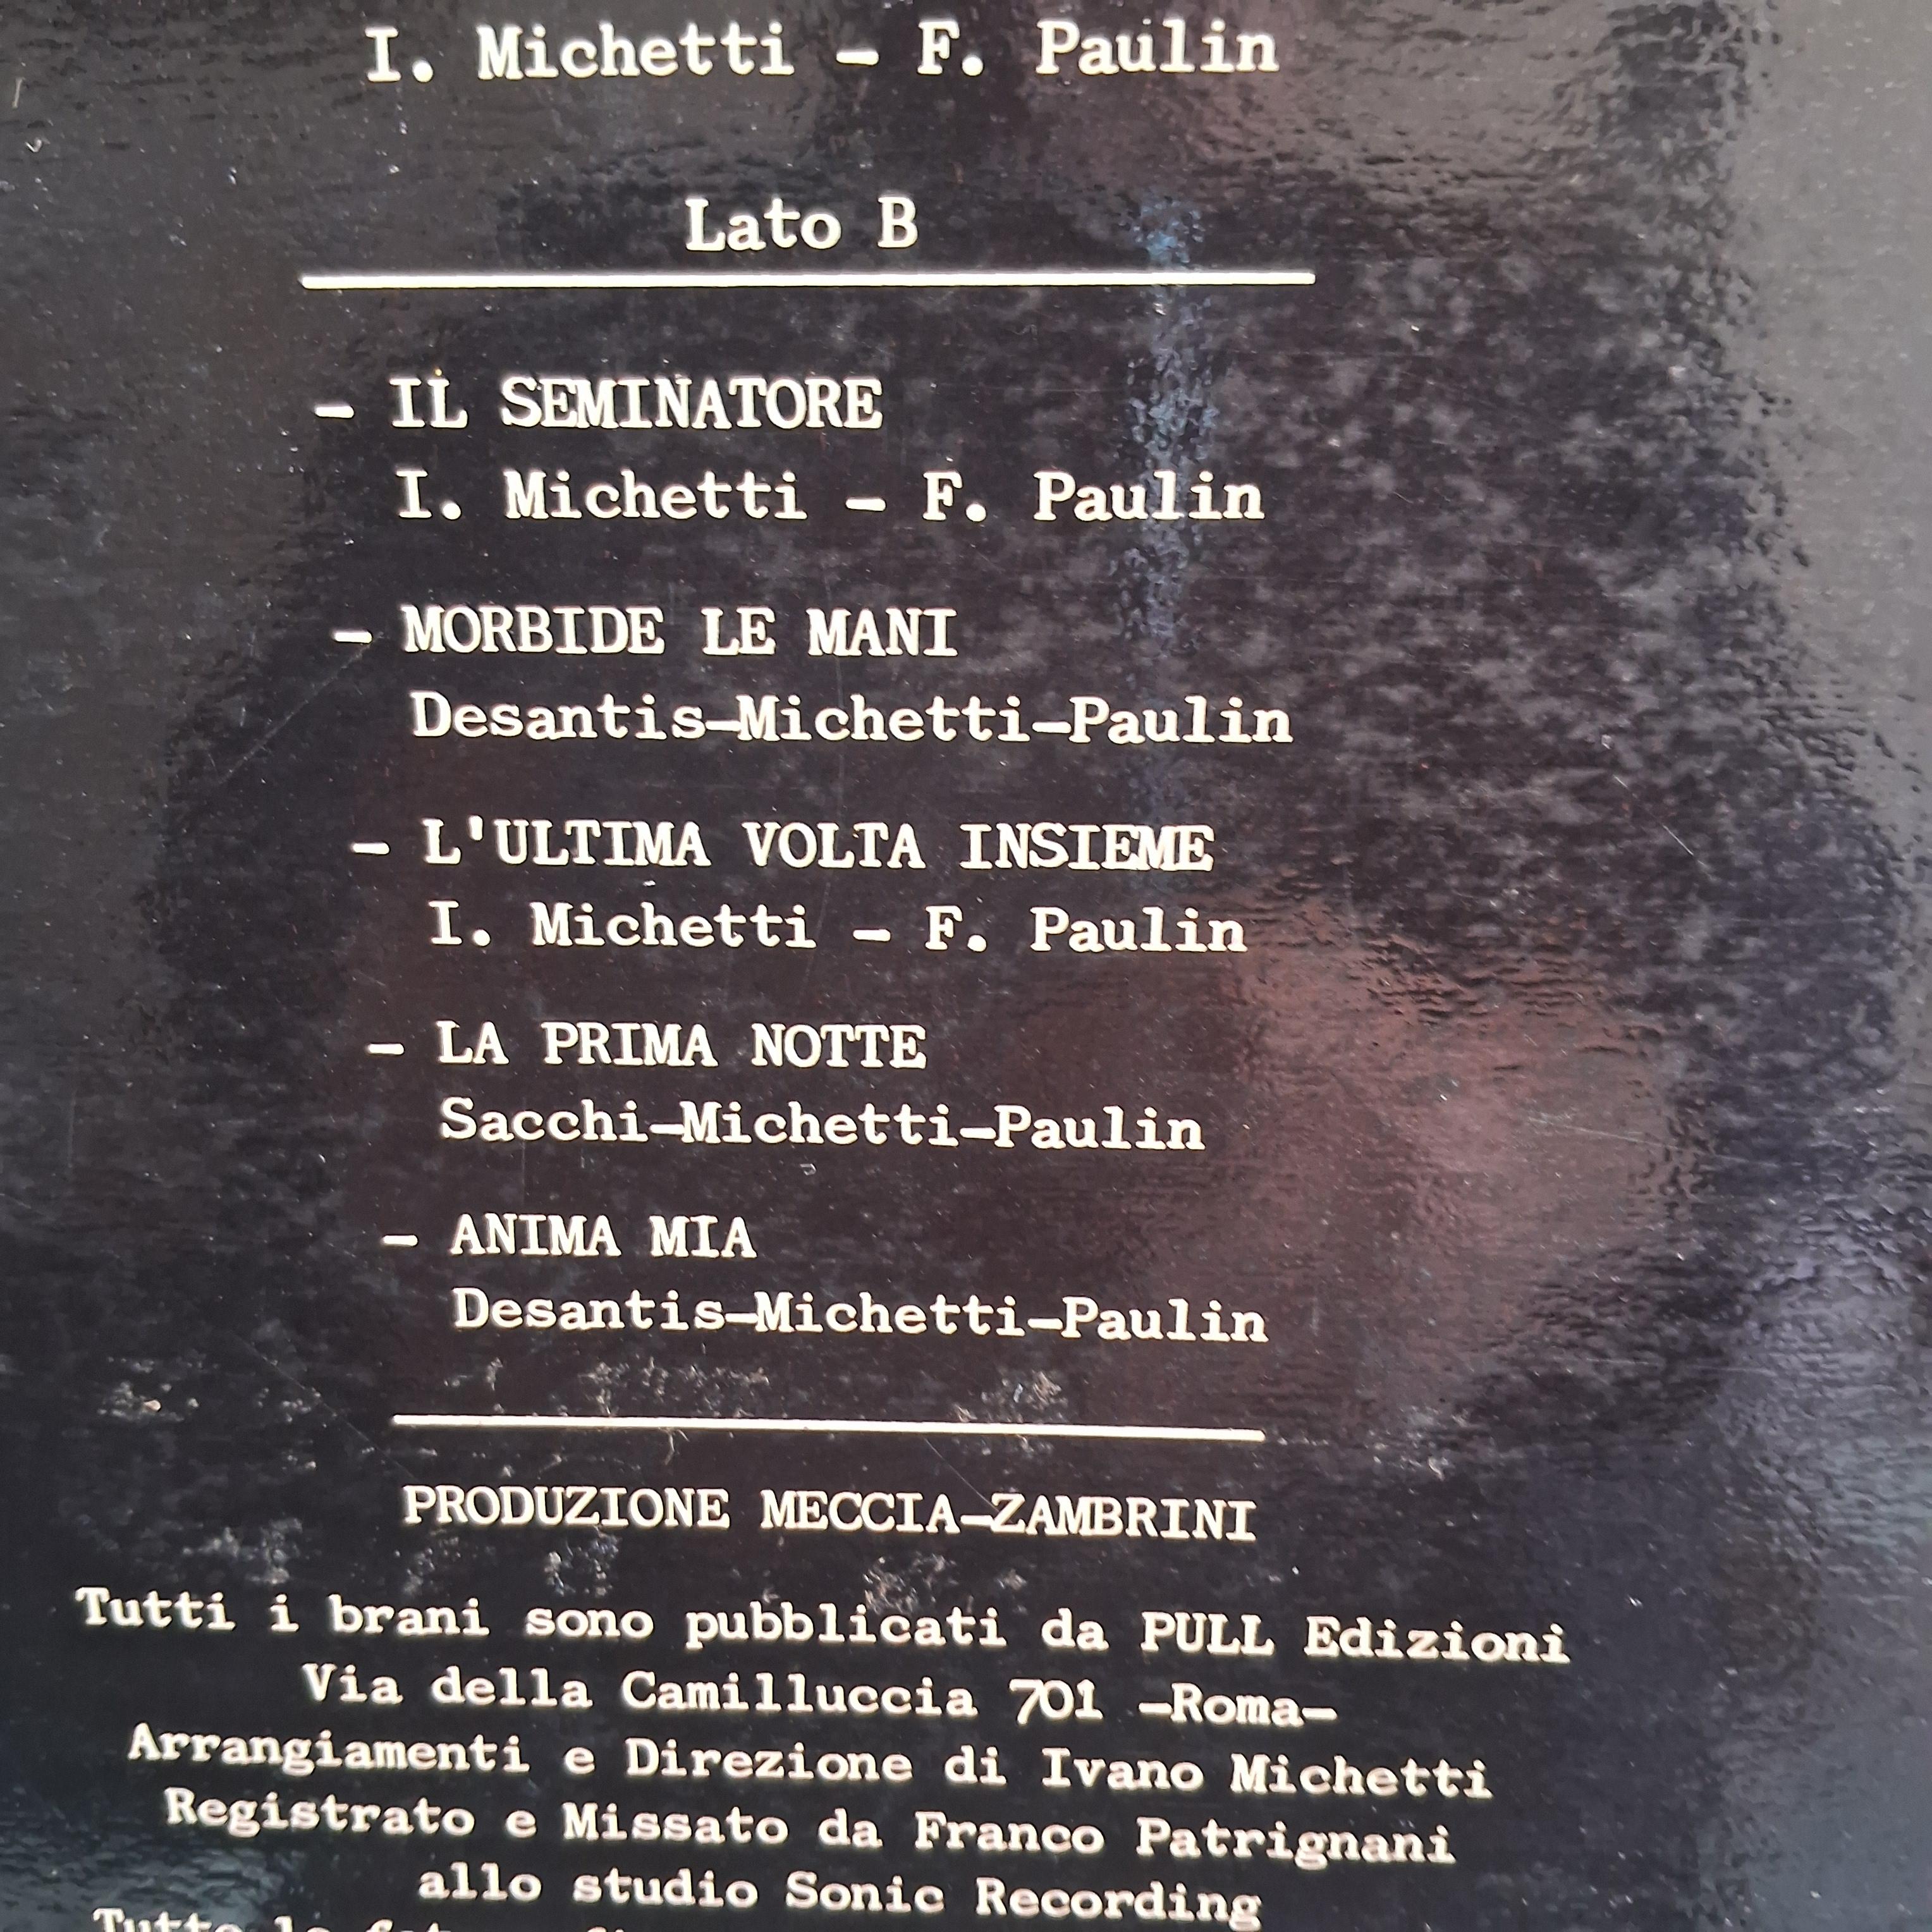 I. Michetti - F. Paulin
Lato B
- IL SEMINATORE
I. Michetti - F. Paulin
- MORBIDE LE MANI
Desantis-Michetti-Paulin
- L'ULTIMA VOLTA INSIEME
I. Michetti - F. Paulin
- LA PRIMA NOTTE
Sacchi-Michetti-Paulin
- ANIMA MIA
Desantis-Michetti-Paulin
PRODUZIONE MECCIA-ZAMBRINI
Tutti i brani sono pubblicati da PULL Edizioni
Via della Camilluccia 701 -Roma-
Arrangiamenti e Direzione di Ivano Michetti
Registrato e Missato da Franco Patrignani
allo studio Sonic Recording